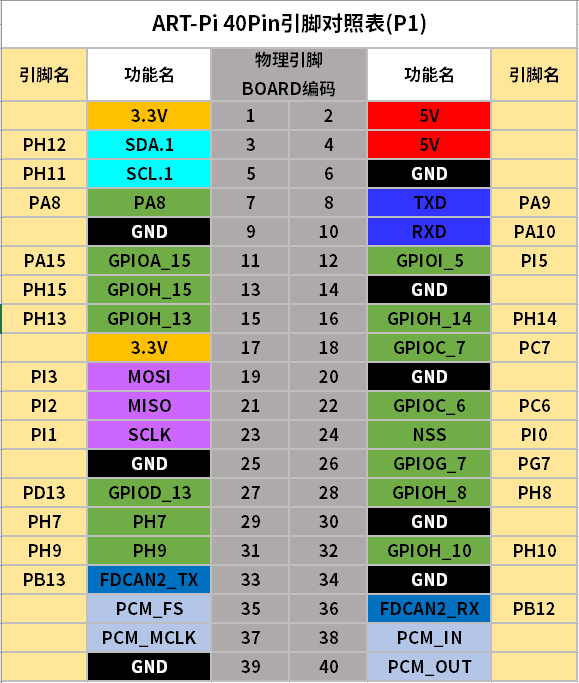 ART-Pi 40Pin引脚对照表(P1)
引脚名 功能名 物理引脚 BOARD编码 功能名 引脚名
3.3V 1 2 5V
PH12 SDA.1 3 4 5V
PH11 SCL.1 5 6 GND
PA8 PA8 7 8 TXD PA9
GND 9 10 RXD PA10
PA15 GPIOA_15 11 12 GPIOI_5 PI5
PH15 GPIOH_15 13 14 GND
PH13 GPIOH_13 15 16 GPIOH_14 PH14
3.3V 17 18 GPIOC_7 PC7
PI3 MOSI 19 20 GND
PI2 MISO 21 22 GPIOC_6 PC6
PI1 SCLK 23 24 NSS PI0
GND 25 26 GPIOG_7 PG7
PD13 GPIOD_13 27 28 GPIOH_8 PH8
PH7 PH7 29 30 GND
PH9 PH9 31 32 GPIOH_10 PH10
PB13 FDCAN2_TX 33 34 GND
PCM_FS 35 36 FDCAN2_RX PB12
PCM_MCLK 37 38 PCM_IN
GND 39 40 PCM_OUT